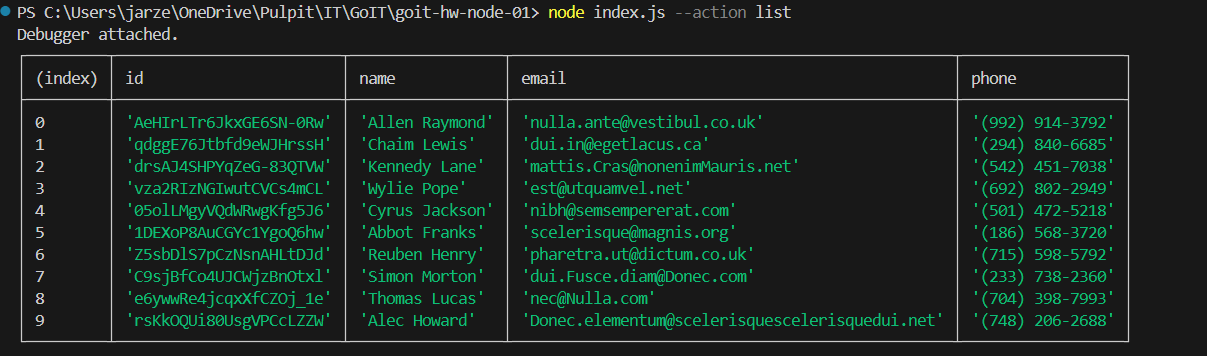 PS C:\Users\jarze\OneDrive\Pulpit\IT\GoIT\goit-hw-node-01> node index.js --action list
Debugger attached.
(index) id name email phone
0 'AeHIrLTr6JkxGE6SN-0Rw' 'Allen Raymond' 'nulla.ante@vestibul.co.uk' '(992) 914-3792'
1 'qdggE76Jtbfd9eWJHrssH' 'Chaim Lewis' 'dui.in@egetlacus.ca' '(294) 840-6685'
2 'drsAJ4SHPYqZeG-83QTVW' 'Kennedy Lane' 'mattis.Cras@nonenimMauris.net' '(542) 451-7038'
3 'vza2RIzNGIwutCVCs4mCL' 'Wylie Pope' 'est@utquamvel.net' '(692) 802-2949'
4 '05olLMgyVQdWRwgKfg5J6' 'Cyrus Jackson' 'nibh@semsempererat.com' '(501) 472-5218'
5 '1DEXoP8AuCGYc1YgoQ6hw' 'Abbot Franks' 'scelerisque@magnis.org' '(186) 568-3720'
6 'Z5sbDlS7pCzNsnAHLtDJd' 'Reuben Henry' 'pharetra.ut@dictum.co.uk' '(715) 598-5792'
7 'C9sjBfCo4UJCWjzBnOtxl' 'Simon Morton' 'dui.Fusce.diam@Donec.com' '(233) 738-2360'
8 'e6ywwRe4jcqxXfCZOj_1e' 'Thomas Lucas' 'nec@Nulla.com' '(704) 398-7993'
9 'rsKkOQUi80UsgVPCcLZZW' 'Alec Howard' 'Donec.elementum@scelerisquescelerisquedui.net' '(748) 206-2688'